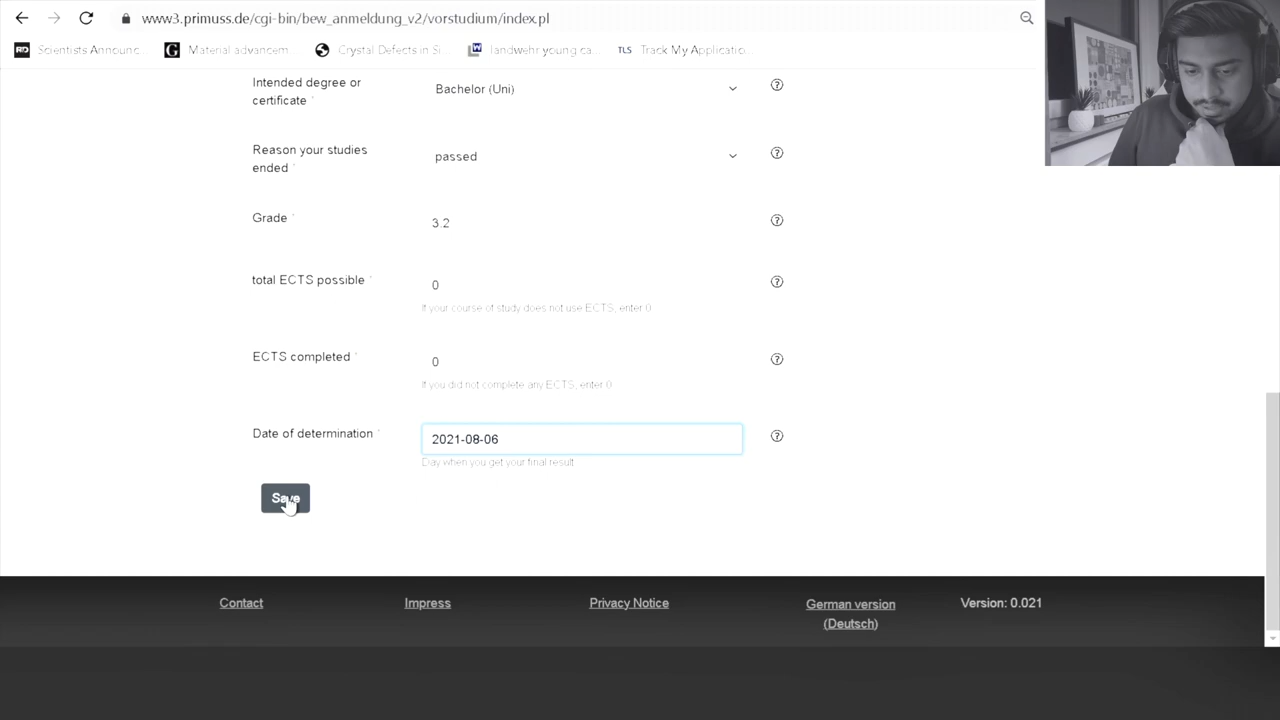 www3.primuss.de/cgi-bin/bew_anmeldung_v2/vorstudium/index.pl
RD Scientists Announc G Material advancem... Crystal Defects in Si... W landwehr young ca... TLS Track My Applicatio...
Intended degree or
certificate *
Bachelor (Uni)
Reason your studies
ended *
passed
Grade *
3.2
total ECTS possible *
0
If your course of study does not use ECTS, enter 0
ECTS completed *
0
If you did not complete any ECTS, enter 0
Date of determination *
2021-08-06
Day when you get your final result
Save
Contact Impress Privacy Notice German version Version: 0.021
(Deutsch)